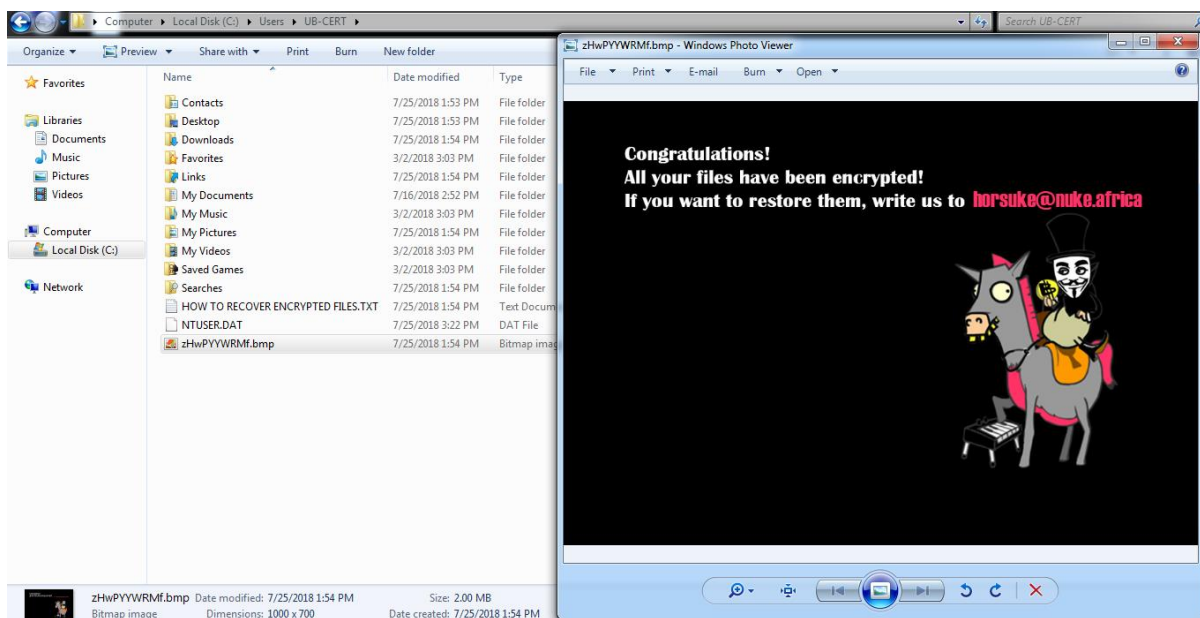 Computer ▸ Local Disk (C:) ▸ Users ▸ UB-CERT ▸
Search UB-CERT
Organize Preview Share with Print Burn New folder
Name Date modified Type
Favorites
Libraries
Documents
Music
Pictures
Videos
Computer
Local Disk (C:)
Network
Contacts 7/25/2018 1:53 PM File folder
Desktop 7/25/2018 1:53 PM File folder
Downloads 7/25/2018 1:54 PM File folder
Favorites 3/2/2018 3:03 PM File folder
Links 7/25/2018 1:54 PM File folder
My Documents 7/16/2018 2:52 PM File folder
My Music 3/2/2018 3:03 PM File folder
My Pictures 7/25/2018 1:54 PM File folder
My Videos 3/2/2018 3:03 PM File folder
Saved Games 3/2/2018 3:03 PM File folder
Searches 7/25/2018 1:54 PM File folder
HOW TO RECOVER ENCRYPTED FILES.TXT 7/25/2018 1:54 PM Text Docum
NTUSER.DAT 7/25/2018 3:22 PM DAT File
zHwPYYWRMf.bmp 7/25/2018 1:54 PM Bitmap imag
zHwPYYWRMf.bmp Date modified: 7/25/2018 1:54 PM Size: 2.00 MB
Bitmap image Dimensions: 1000 x 700 Date created: 7/25/2018 1:54 PM
zHwPYYWRMf.bmp - Windows Photo Viewer
File Print E-mail Burn Open
Congratulations!
All your files have been encrypted!
If you want to restore them, write us to horsuke@nuke.africa